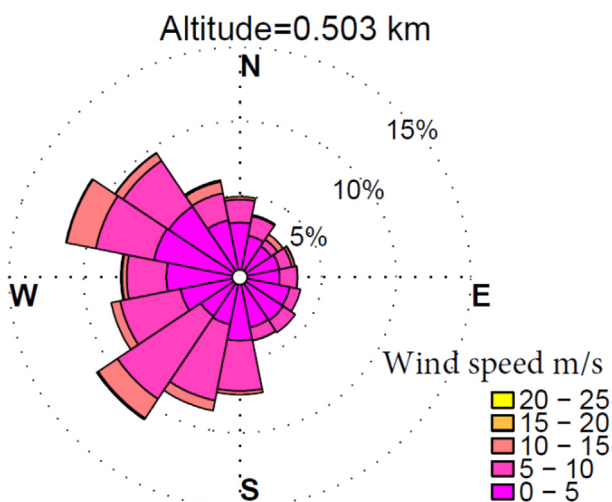 Altitude=0.503 km
N
15%
10%
5%
W
E
S
Wind speed m/s
20 – 25
15 – 20
10 – 15
5 – 10
0 – 5